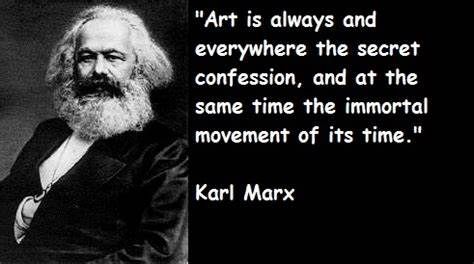 "Art is always and
everywhere the secret
confession, and at the
same time the immortal
movement of its time."
Karl Marx